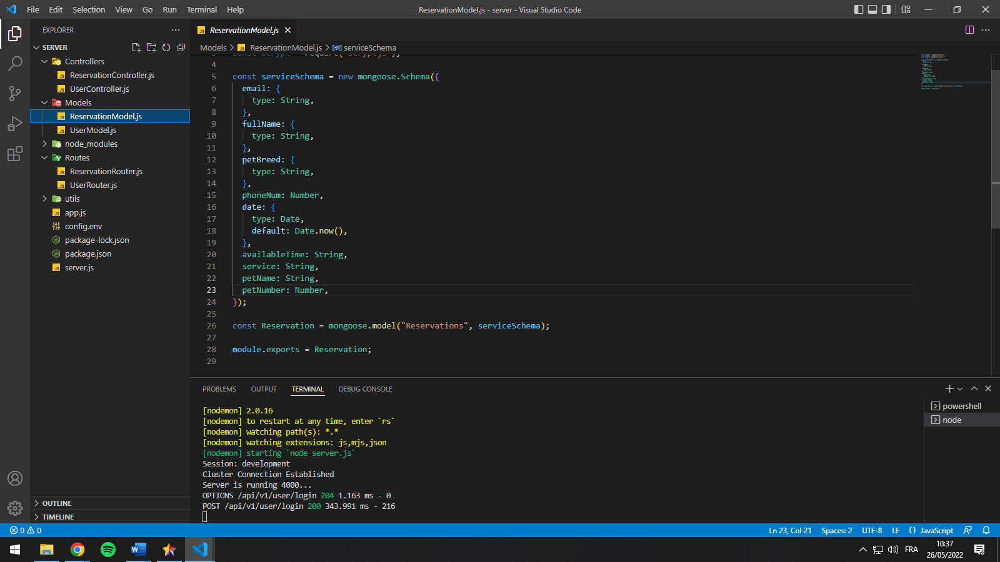 File Edit Selection View Go Run Terminal Help ReservationModel.js - server - Visual Studio Code
EXPLORER
SERVER
Controllers
ReservationController.js
UserController.js
Models
ReservationModel.js
UserModel.js
node_modules
Routes
ReservationRouter.js
UserRouter.js
utils
app.js
config.env
package-lock.json
package.json
server.js
OUTLINE
TIMELINE
ReservationModel.js
Models > ReservationModel.js > serviceSchema
4
5 const serviceSchema = new mongoose.Schema({
6 email: {
7 type: String,
8 },
9 fullName: {
10 type: String,
11 },
12 petBreed: {
13 type: String,
14 },
15 phoneNum: Number,
16 date: {
17 type: Date,
18 default: Date.now(),
19 },
20 availableTime: String,
21 service: String,
22 petName: String,
23 petNumber: Number,
24 });
25
26 const Reservation = mongoose.model("Reservations", serviceSchema);
27
28 module.exports = Reservation;
29
PROBLEMS OUTPUT TERMINAL DEBUG CONSOLE
[nodemon] 2.0.16
[nodemon] to restart at any time, enter `rs`
[nodemon] watching path(s): *.*
[nodemon] watching extensions: js,mjs,json
[nodemon] starting `node server.js`
Session: development
Cluster Connection Established
Server is running 4000...
OPTIONS /api/v1/user/login 204 1.163 ms - 0
POST /api/v1/user/login 200 343.991 ms - 216
powershell
node
0 0 Ln 23, Col 21 Spaces: 2 UTF-8 LF {} JavaScript
FRA
10:37
26/05/2022